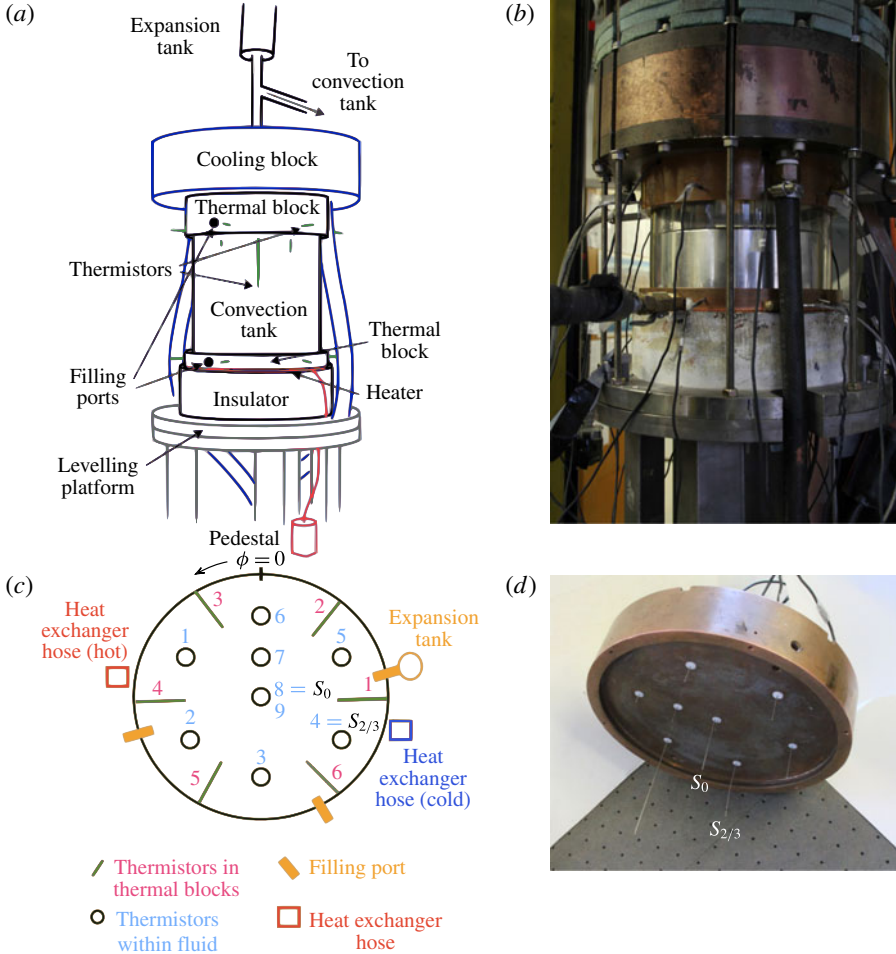 (a)
Expansion
tank
To
convection
tank
Cooling block
Thermal block
Thermistors
Convection
tank
Thermal
block
Filling
ports
Heater
Insulator
Levelling
platform
Pedestal
(b)
(c)
ϕ = 0
Heat
exchanger
hose (hot)
3
2
6
Expansion
tank
1
7
5
4
8 = S0
1
9
2
4 = S2/3
3
5
6
Heat
exchanger
hose (cold)
Thermistors in
thermal blocks
Filling port
Thermistors
within fluid
Heat exchanger
hose
(d)
S0
S2/3